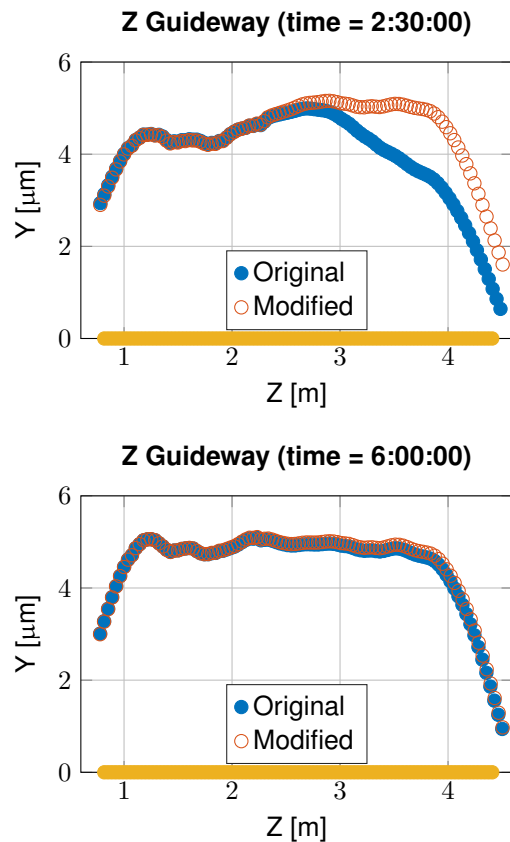 Z Guideway (time = 2:30:00)
6
4
2
0
Y [μm]
Original
Modified
1 2 3 4
Z [m]
Z Guideway (time = 6:00:00)
6
4
2
0
Y [μm]
Original
Modified
1 2 3 4
Z [m]